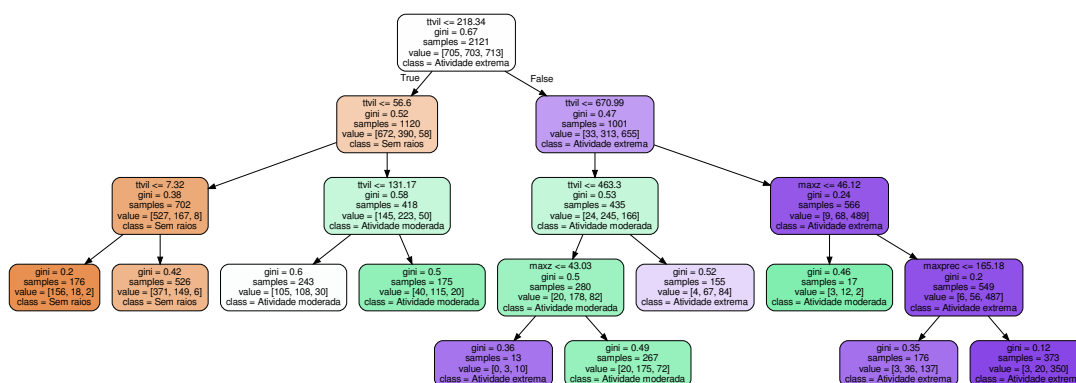 ttvil <= 218.34
gini = 0.67
samples = 2121
value = [705, 703, 713]
class = Atividade extrema
True
False
ttvil <= 56.6
gini = 0.52
samples = 1120
value = [672, 390, 58]
class = Sem raios
ttvil <= 670.99
gini = 0.47
samples = 1001
value = [33, 313, 655]
class = Atividade extrema
ttvil <= 7.32
gini = 0.38
samples = 702
value = [527, 167, 8]
class = Sem raios
ttvil <= 131.17
gini = 0.58
samples = 418
value = [145, 223, 50]
class = Atividade moderada
ttvil <= 463.3
gini = 0.53
samples = 435
value = [24, 245, 166]
class = Atividade moderada
maxz <= 46.12
gini = 0.24
samples = 566
value = [9, 68, 489]
class = Atividade extrema
gini = 0.2
samples = 176
value = [156, 18, 2]
class = Sem raios
gini = 0.42
samples = 526
value = [371, 149, 6]
class = Sem raios
gini = 0.6
samples = 243
value = [105, 108, 30]
class = Atividade moderada
gini = 0.5
samples = 175
value = [40, 115, 20]
class = Atividade moderada
maxz <= 43.03
gini = 0.5
samples = 280
value = [20, 178, 82]
class = Atividade moderada
gini = 0.52
samples = 155
value = [4, 67, 84]
class = Atividade extrema
gini = 0.46
samples = 17
value = [3, 12, 2]
class = Atividade moderada
maxprec <= 165.18
gini = 0.2
samples = 549
value = [6, 56, 487]
class = Atividade extrema
gini = 0.36
samples = 13
value = [0, 3, 10]
class = Atividade extrema
gini = 0.49
samples = 267
value = [20, 175, 72]
class = Atividade moderada
gini = 0.35
samples = 176
value = [3, 36, 137]
class = Atividade extrema
gini = 0.12
samples = 373
value = [3, 20, 350]
class = Atividade extrema